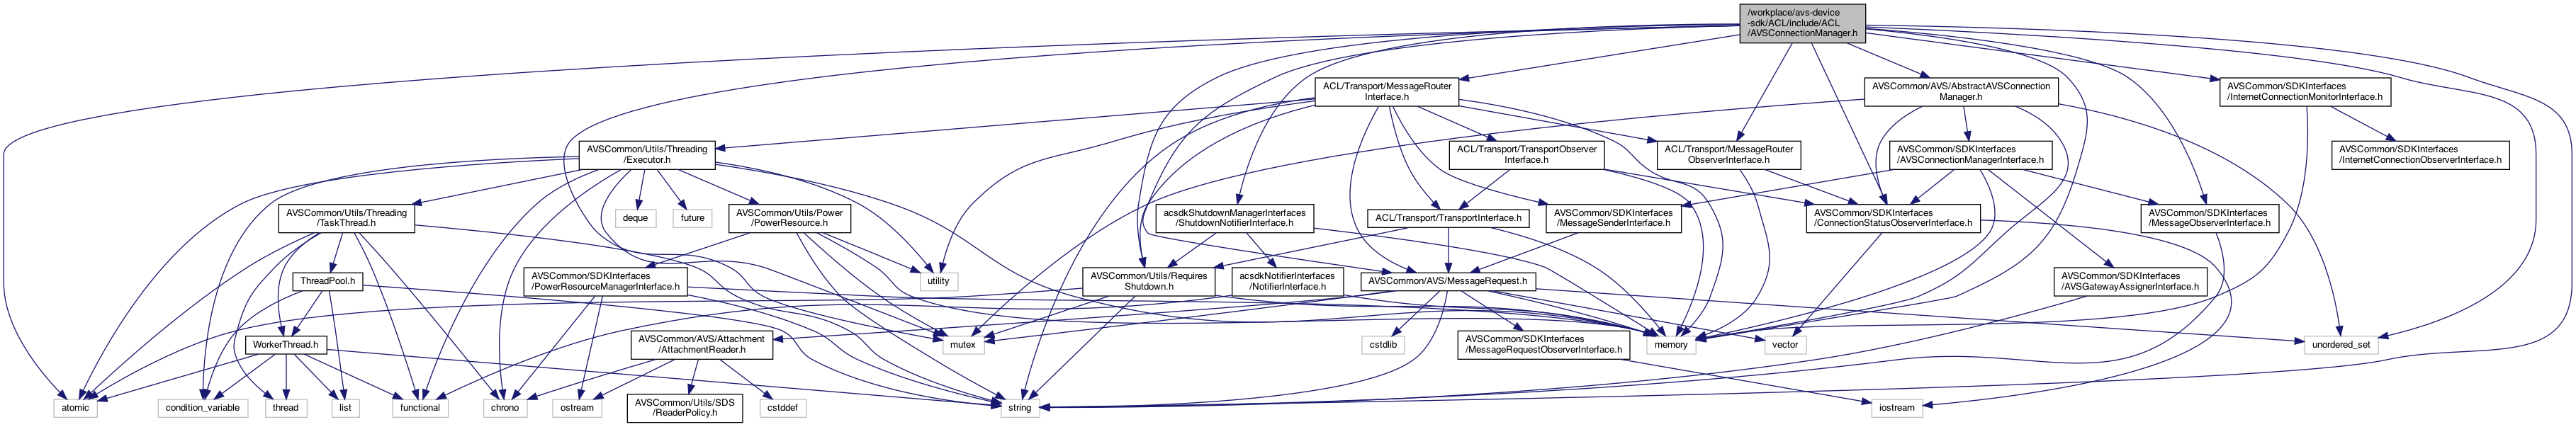 /workplace/avs-device
-sdk/ACL/include/ACL
/AVSConnectionManager.h
ACL/Transport/MessageRouter
Interface.h
AVSCommon/AVS/AbstractAVSConnection
Manager.h
AVSCommon/SDKInterfaces
/InternetConnectionMonitorInterface.h
AVSCommon/Utils/Threading
/Executor.h
ACL/Transport/TransportObserver
Interface.h
ACL/Transport/MessageRouter
ObserverInterface.h
AVSCommon/SDKInterfaces
/AVSConnectionManagerInterface.h
AVSCommon/SDKInterfaces
/InternetConnectionObserverInterface.h
AVSCommon/Utils/Threading
/TaskThread.h
deque
future
AVSCommon/Utils/Power
/PowerResource.h
acsdkShutdownManagerInterfaces
/ShutdownNotifierInterface.h
ACL/Transport/TransportInterface.h
AVSCommon/SDKInterfaces
/MessageSenderInterface.h
AVSCommon/SDKInterfaces
/ConnectionStatusObserverInterface.h
AVSCommon/SDKInterfaces
/MessageObserverInterface.h
ThreadPool.h
AVSCommon/SDKInterfaces
/PowerResourceManagerInterface.h
utility
AVSCommon/Utils/Requires
Shutdown.h
acsdkNotifierInterfaces
/NotifierInterface.h
AVSCommon/AVS/MessageRequest.h
AVSCommon/SDKInterfaces
/AVSGatewayAssignerInterface.h
WorkerThread.h
AVSCommon/AVS/Attachment
/AttachmentReader.h
mutex
cstdlib
AVSCommon/SDKInterfaces
/MessageRequestObserverInterface.h
memory
vector
unordered_set
atomic
condition_variable
thread
list
functional
chrono
ostream
AVSCommon/Utils/SDS
/ReaderPolicy.h
cstddef
string
iostream